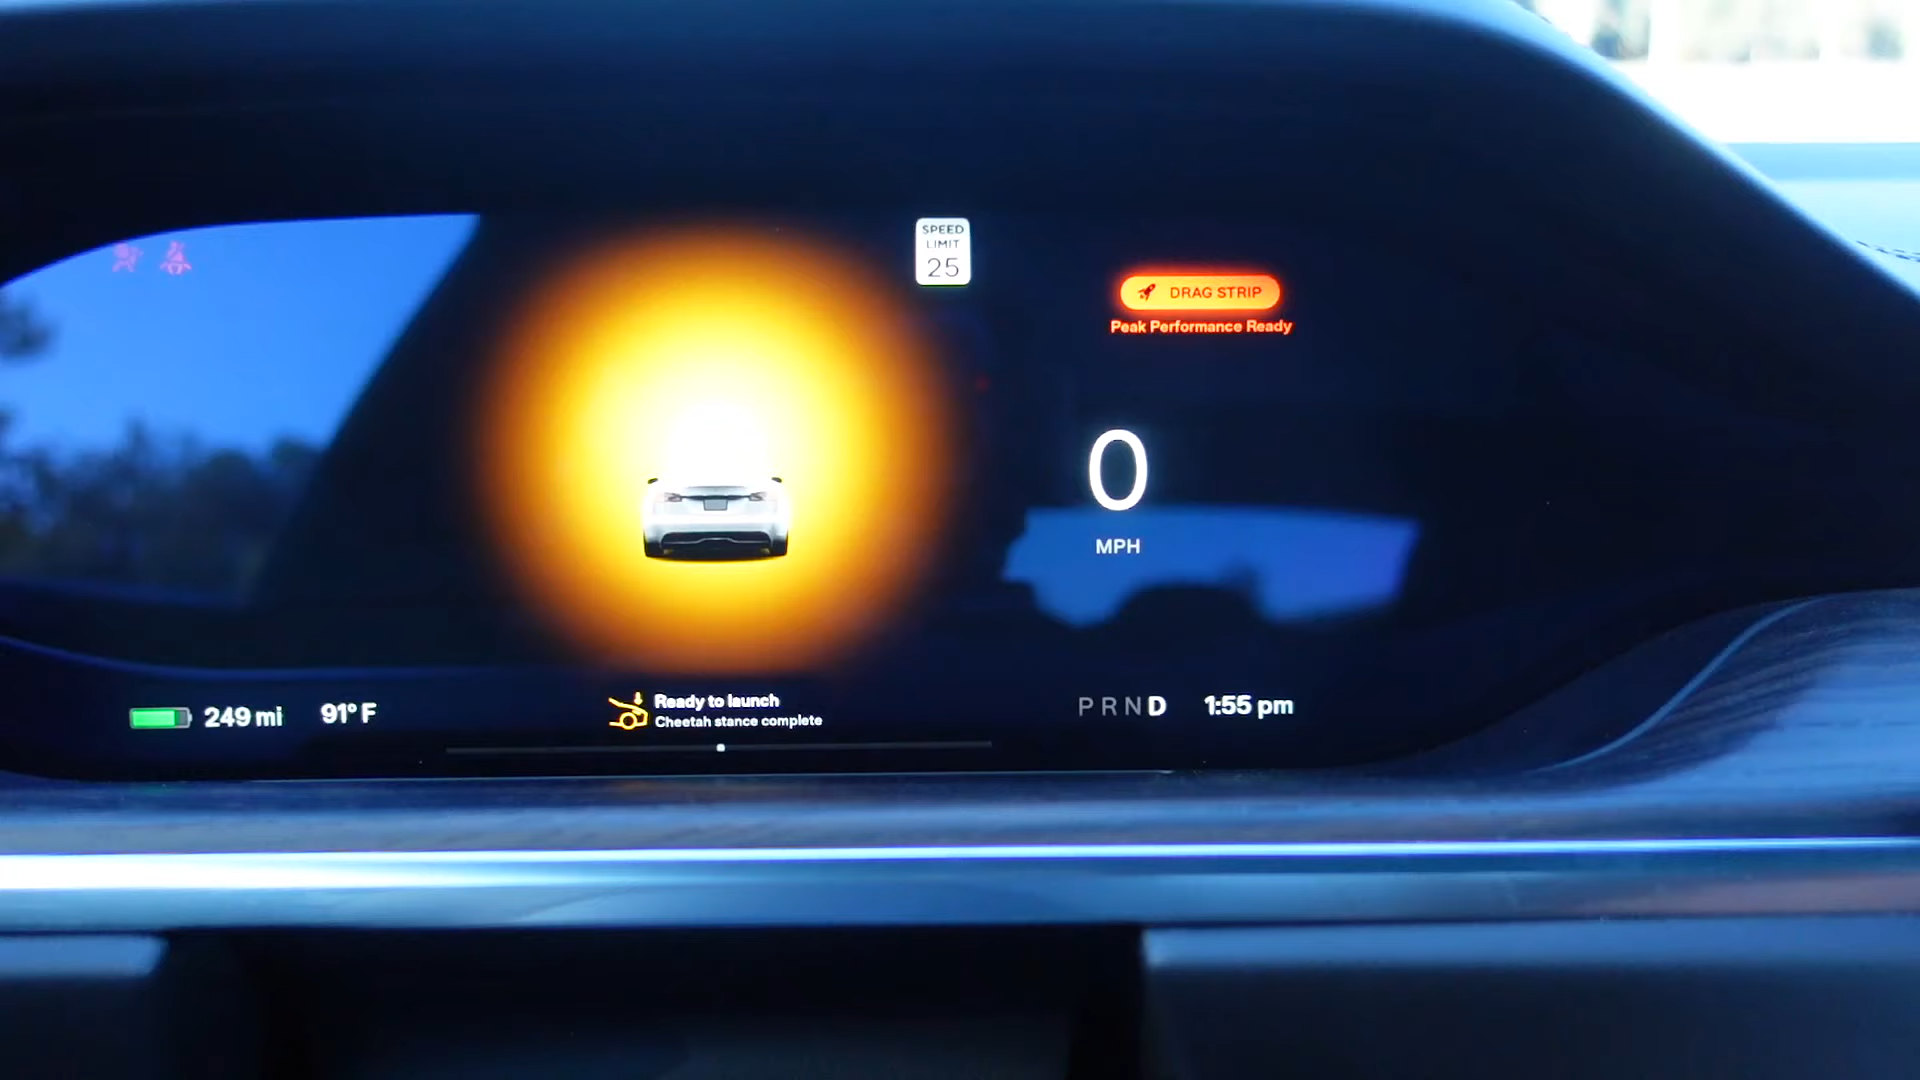 SPEED
LIMIT
25
DRAG STRIP
Peak Performance Ready
0
MPH
249 mi
91° F
Ready to launch
Cheetah stance complete
P R N D
1:55 pm